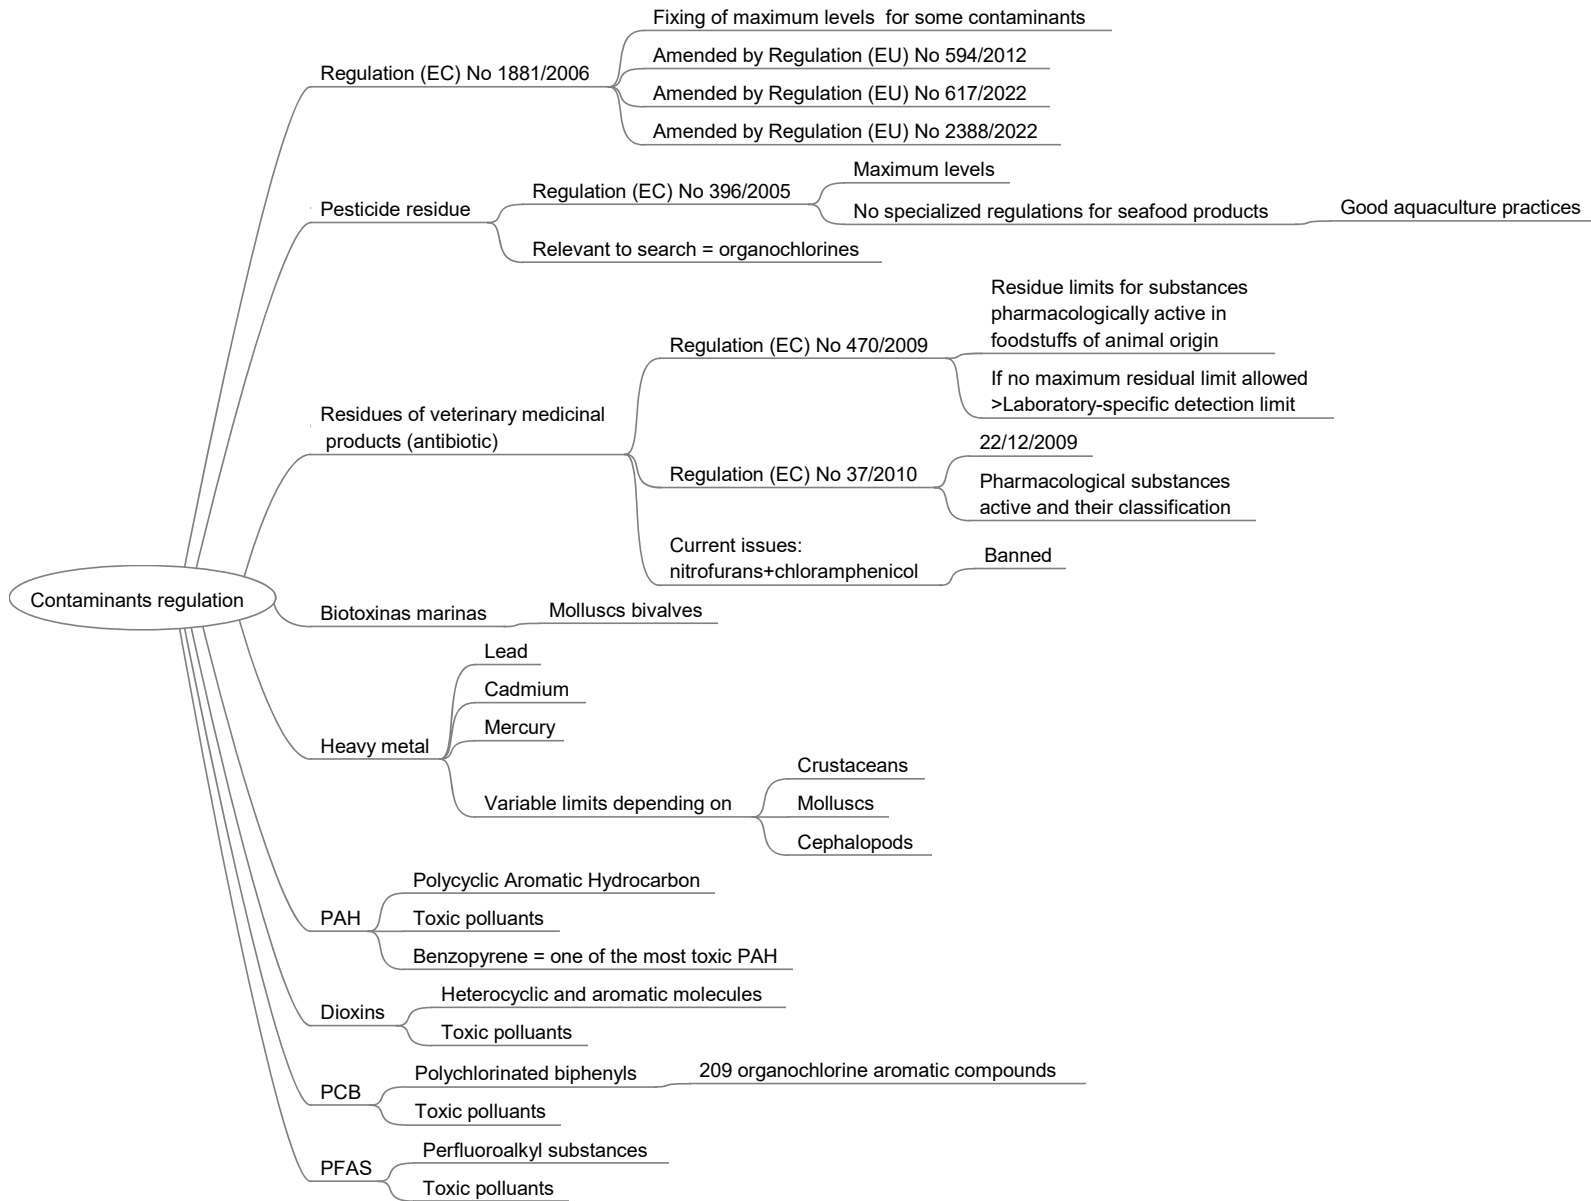 Contaminants regulation
Regulation (EC) No 1881/2006
Fixing of maximum levels for some contaminants
Amended by Regulation (EU) No 594/2012
Amended by Regulation (EU) No 617/2022
Amended by Regulation (EU) No 2388/2022
Pesticide residue
Regulation (EC) No 396/2005
Maximum levels
No specialized regulations for seafood products
Good aquaculture practices
Relevant to search = organochlorines
Residues of veterinary medicinal
products (antibiotic)
Regulation (EC) No 470/2009
Residue limits for substances
pharmacologically active in
foodstuffs of animal origin
If no maximum residual limit allowed
>Laboratory-specific detection limit
Regulation (EC) No 37/2010
22/12/2009
Pharmacological substances
active and their classification
Current issues:
nitrofurans+chloramphenicol
Banned
Biotoxinas marinas
Molluscs bivalves
Heavy metal
Lead
Cadmium
Mercury
Variable limits depending on
Crustaceans
Molluscs
Cephalopods
PAH
Polycyclic Aromatic Hydrocarbon
Toxic polluants
Benzopyrene = one of the most toxic PAH
Dioxins
Heterocyclic and aromatic molecules
Toxic polluants
PCB
Polychlorinated biphenyls
209 organochlorine aromatic compounds
Toxic polluants
PFAS
Perfluoroalkyl substances
Toxic polluants